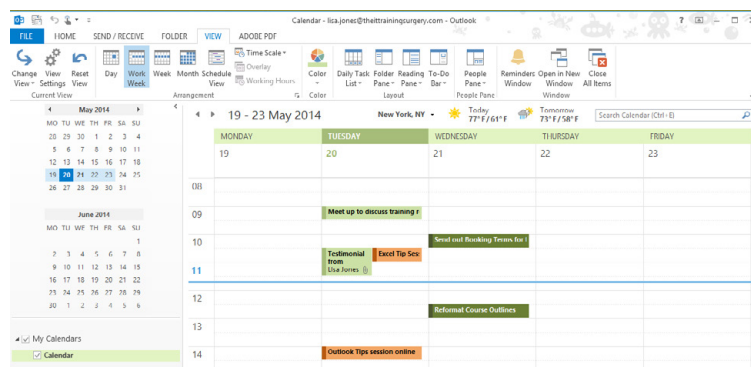 Calendar - lisa.jones@theittrainingsurgery.com - Outlook
FILE HOME SEND / RECEIVE FOLDER VIEW ADOBE PDF
Change View View Settings Reset View
Day Work Week Week Month Schedule View
Time Scale
Overlay
Working Hours
Color
Daily Task List Folder Pane Reading Pane To-Do Bar
People Pane
Reminders Window Open in New Window Close All Items
Current View Arrangement Color Layout People Pane Window
May 2014
MO TU WE TH FR SA SU
28 29 30 1 2 3 4
5 6 7 8 9 10 11
12 13 14 15 16 17 18
19 20 21 22 23 24 25
26 27 28 29 30 31
June 2014
MO TU WE TH FR SA SU
1
2 3 4 5 6 7 8
9 10 11 12 13 14 15
16 17 18 19 20 21 22
23 24 25 26 27 28 29
30 1 2 3 4 5 6
My Calendars
Calendar
19 - 23 May 2014
New York, NY
Today
77°F/61°F
Tomorrow
73°F/58°F
Search Calendar (Ctrl+E)
MONDAY TUESDAY WEDNESDAY THURSDAY FRIDAY
19 20 21 22 23
08
09
Meet up to discuss training r
10
Send out Booking Terms for
Testimonial from Lisa Jones
Excel Tip Ses
11
12
Reformat Course Outlines
13
14
Outlook Tips session online